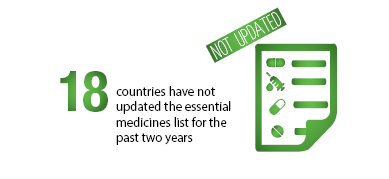 NOT UPDATED
18
countries have not
updated the essential
medicines list for the
past two years